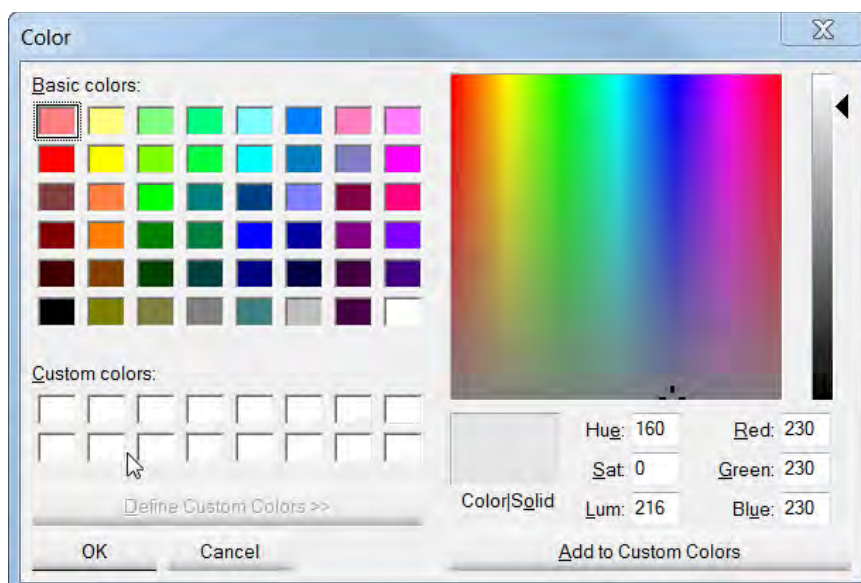 Color
Basic colors:
Custom colors:
Define Custom Colors >>
OK Cancel
Color|Solid
Hue: 160 Red: 230
Sat: 0 Green: 230
Lum: 216 Blue: 230
Add to Custom Colors